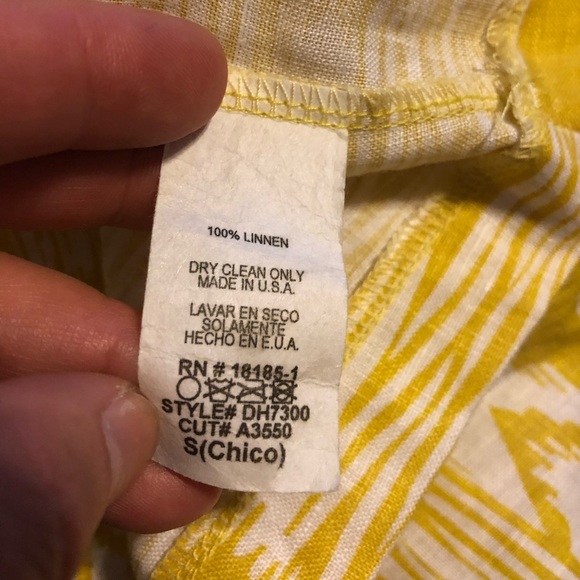 100% LINNEN
DRY CLEAN ONLY
MADE IN U.S.A.
LAVAR EN SECO
SOLAMENTE
HECHO EN E.U.A.
RN # 18185-1
STYLE# DH7300
CUT# A3550
S(Chico)